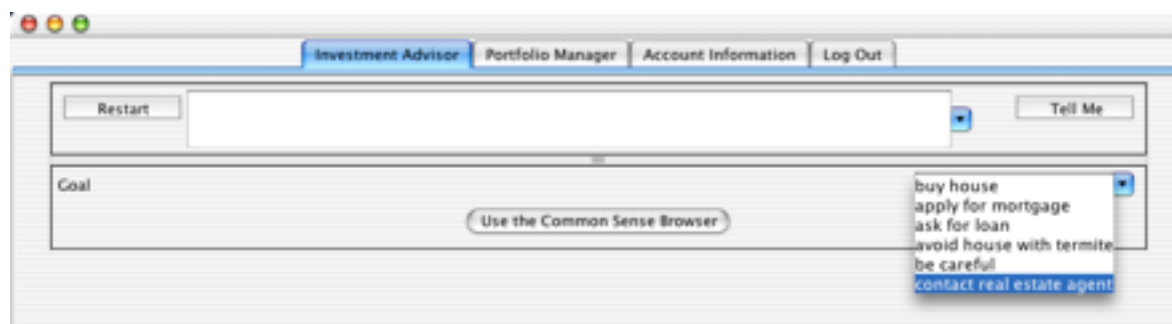 Investment Advisor Portfolio Manager Account Information Log Out
Restart Tell Me
Goal
Use the Common Sense Browser
buy house
apply for mortgage
ask for loan
avoid house with termite
be careful
contact real estate agent